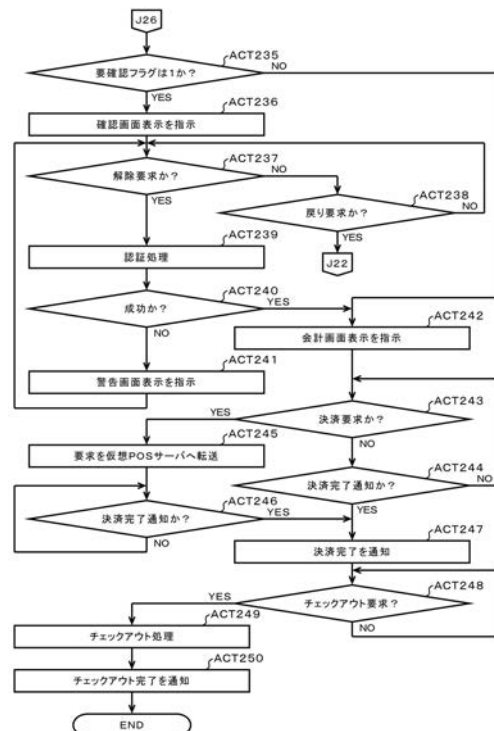 J26
ACT235
要確認フラグは1か?
NO
YES
ACT236
確認画面表示を指示
ACT237
解除要求か?
NO
YES
ACT238
戻り要求か?
NO
YES
J22
ACT239
認証処理
ACT240
成功か?
YES
NO
ACT241
警告画面表示を指示
ACT242
会計画面表示を指示
ACT243
決済要求か?
YES
NO
ACT244
決済完了通知か?
NO
YES
ACT245
要求を仮想POSサーバへ転送
ACT246
決済完了通知か?
YES
NO
ACT247
決済完了を通知
ACT248
チェックアウト要求?
YES
NO
ACT249
チェックアウト処理
ACT250
チェックアウト完了を通知
END